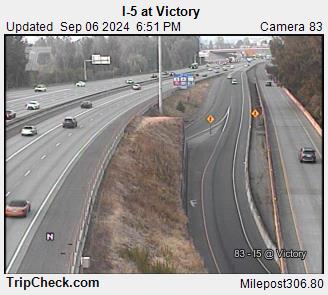 I-5 at Victory
Updated Sep 06 2024 6:51 PM
Camera 83
N
83 - I5 @ Victory
TripCheck.com
Milepost306.80